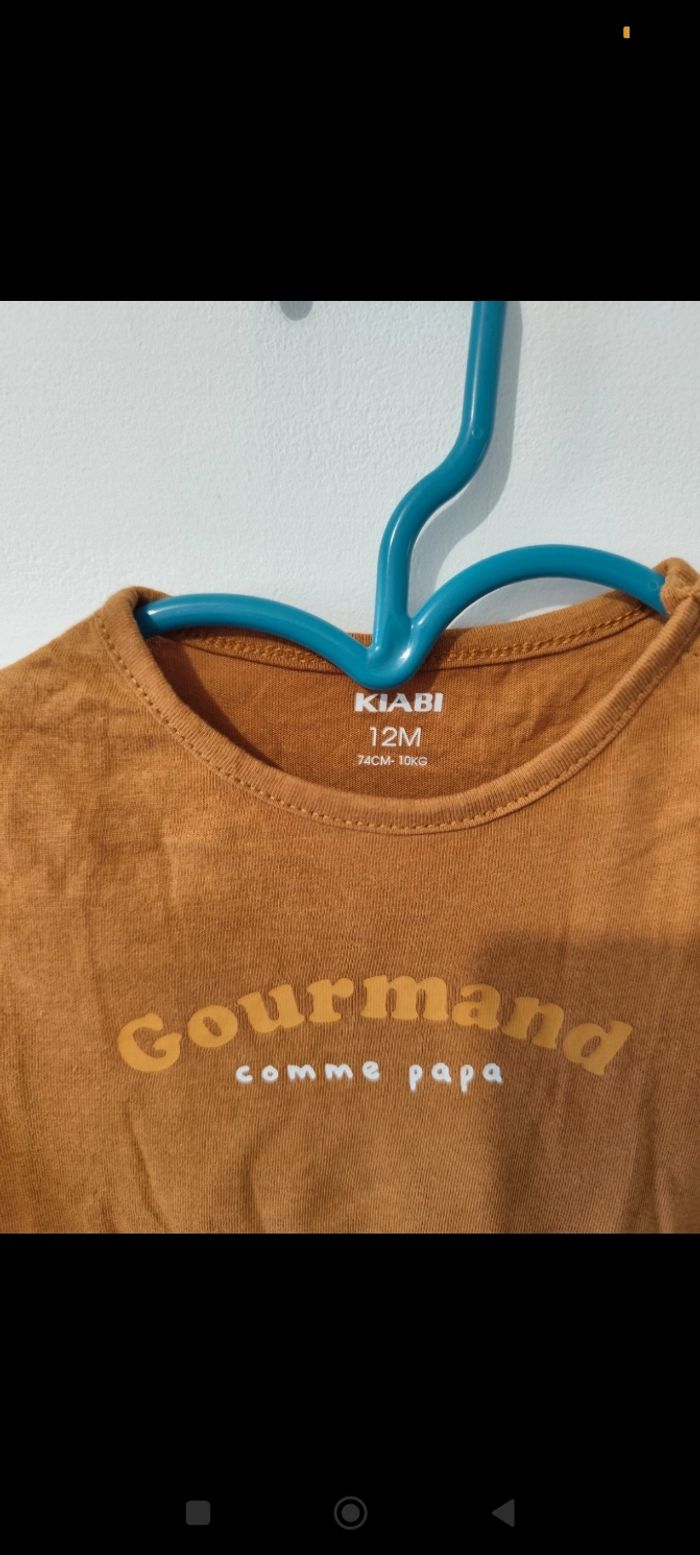 KIABI
12M
74CM- 10KG
Gourmand
comme papa